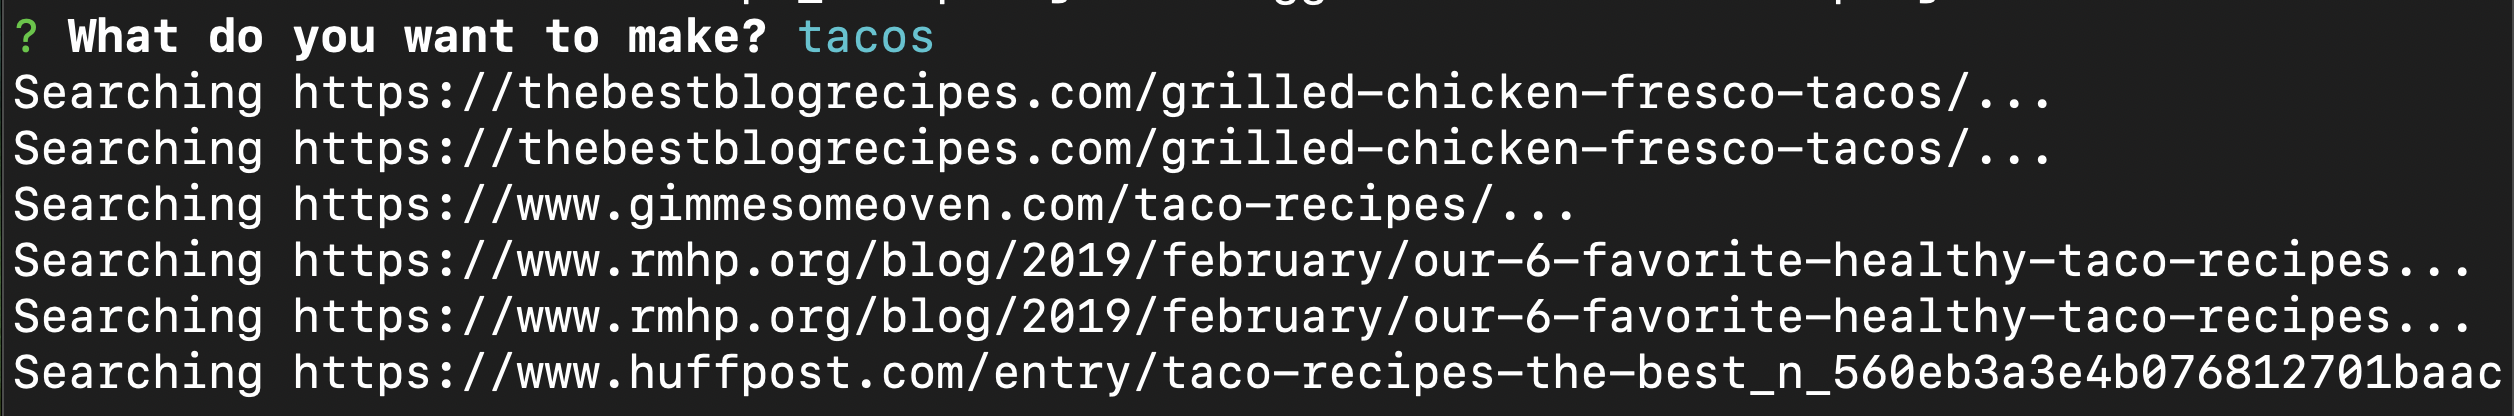 ? What do you want to make? tacos
Searching https://thebestblogrecipes.com/grilled-chicken-fresco-tacos/...
Searching https://thebestblogrecipes.com/grilled-chicken-fresco-tacos/...
Searching https://www.gimmesomeoven.com/taco-recipes/...
Searching https://www.rmhp.org/blog/2019/february/our-6-favorite-healthy-taco-recipes...
Searching https://www.rmhp.org/blog/2019/february/our-6-favorite-healthy-taco-recipes...
Searching https://www.huffpost.com/entry/taco-recipes-the-best_n_560eb3a3e4b076812701baac